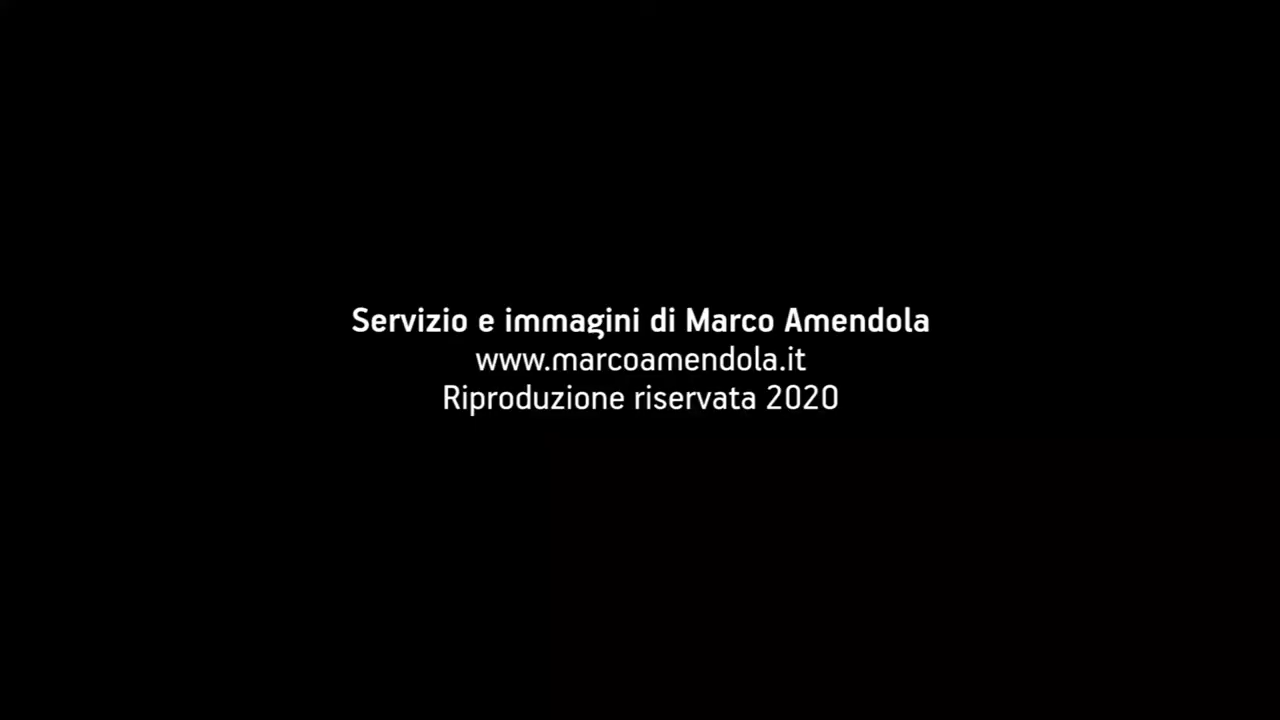 Servizio e immagini di Marco Amendola
www.marcoamendola.it
Riproduzione riservata 2020